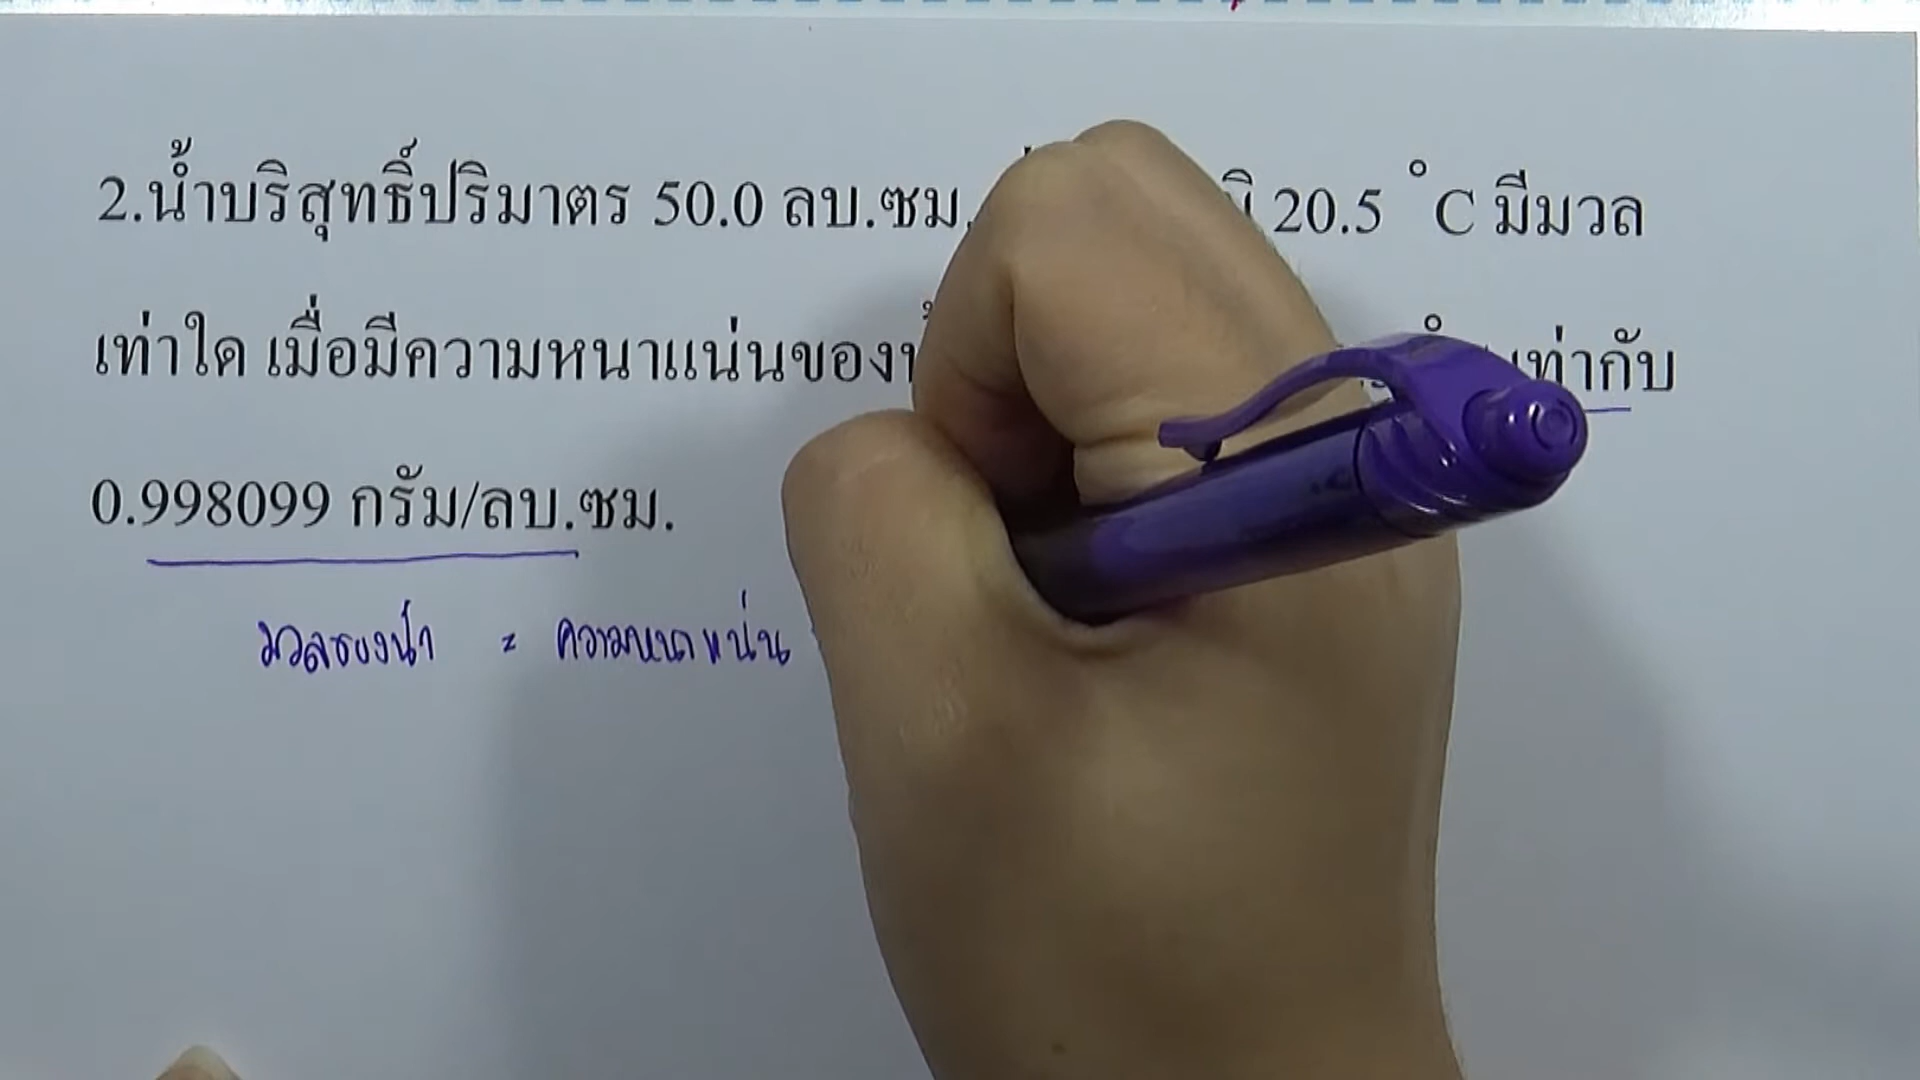 2.น้ำบริสุทธิ์ปริมาตร 50.0 ลบ.ซม. 20.5 °C มีมวล
เท่าใด เมื่อมีความหนาแน่นของ เท่ากับ
0.998099 กรัม/ลบ.ซม.
มวลของน้ำ = ความหนาแน่น